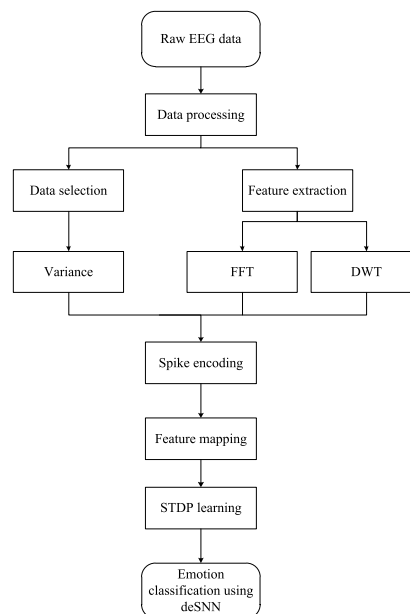 Raw EEG data
Data processing
Data selection
Feature extraction
Variance
FFT
DWT
Spike encoding
Feature mapping
STDP learning
Emotion
classification using
deSNN